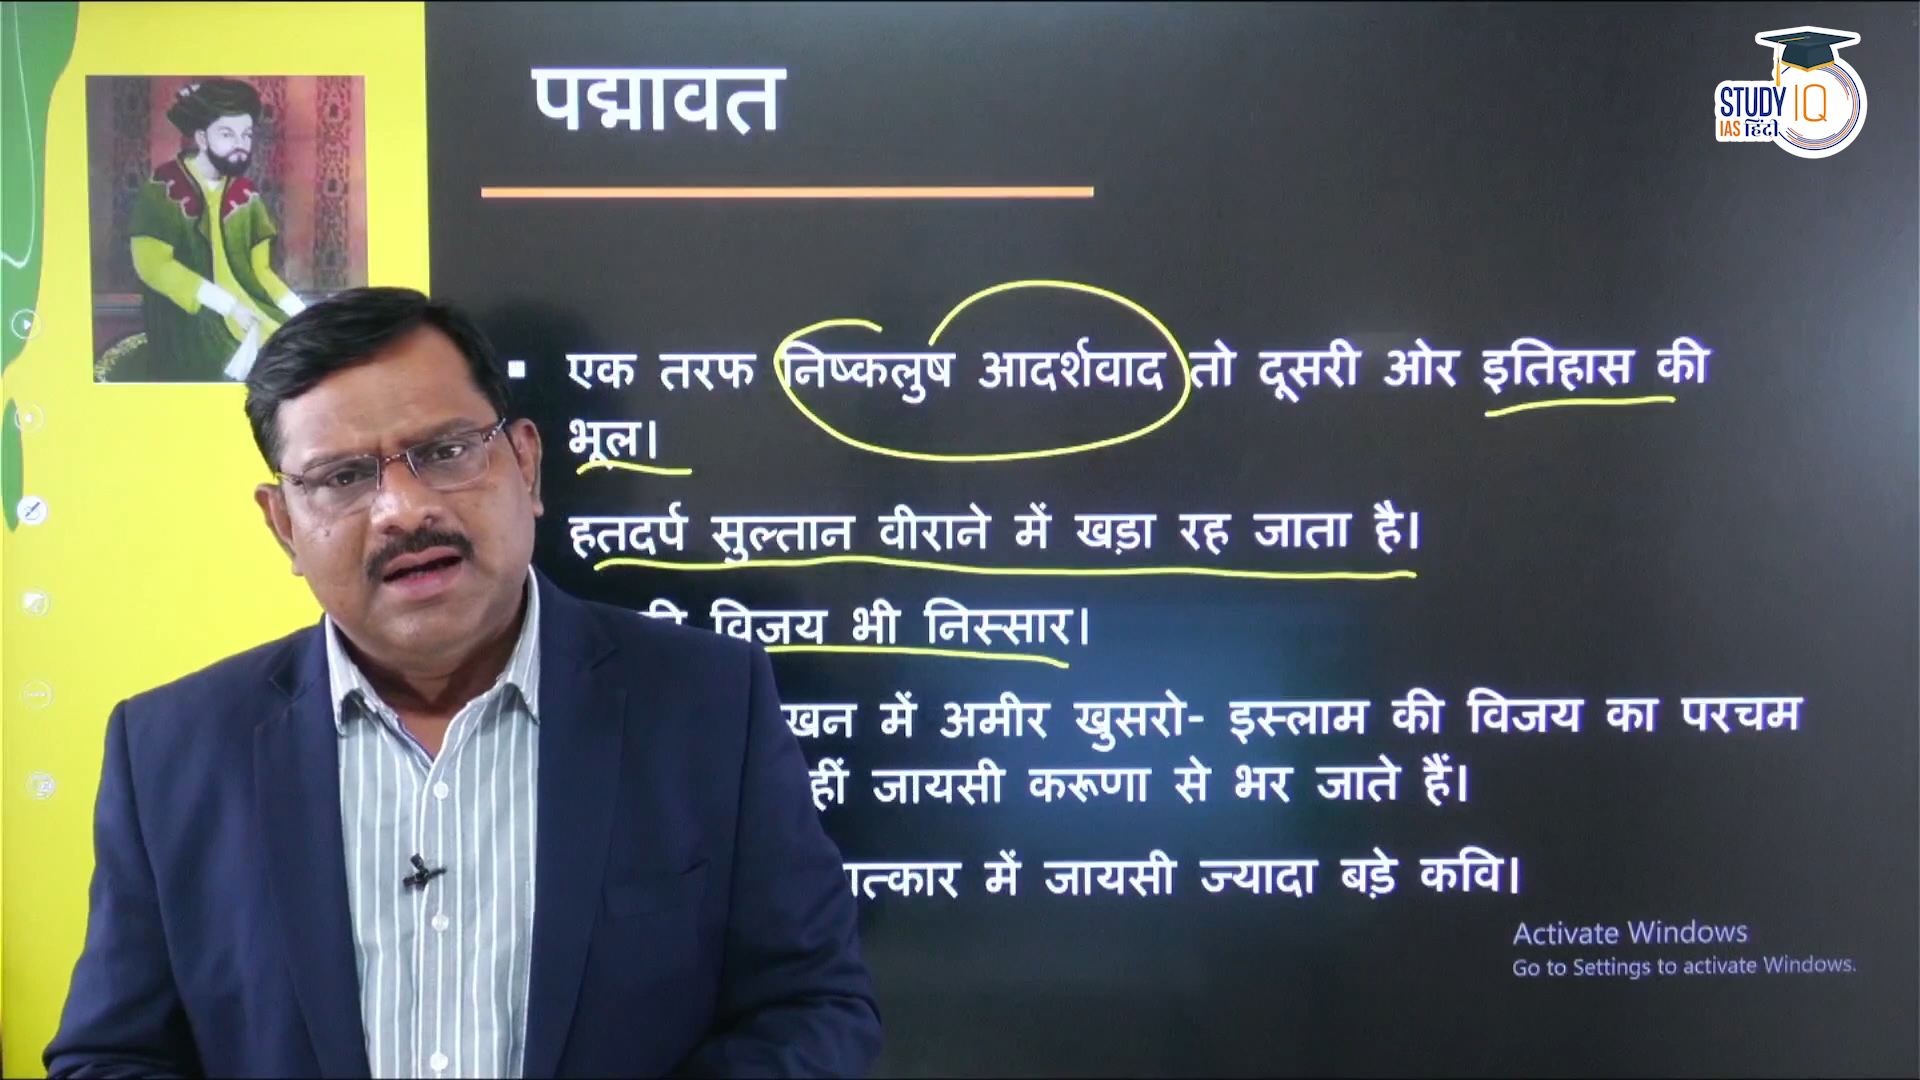 पद्मावत
STUDY IQ
IAS हिंदी
एक तरफ निष्कलुष आदर्शवाद तो दूसरी ओर इतिहास की
भूल।
हतदर्प सुल्तान वीराने में खड़ा रह जाता है।
विजय भी निस्सार।
में अमीर खुसरो- इस्लाम की विजय का परचम
जायसी करूणा से भर जाते हैं।
में जायसी ज्यादा बड़े कवि।
Activate Windows
Go to Settings to activate Windows.